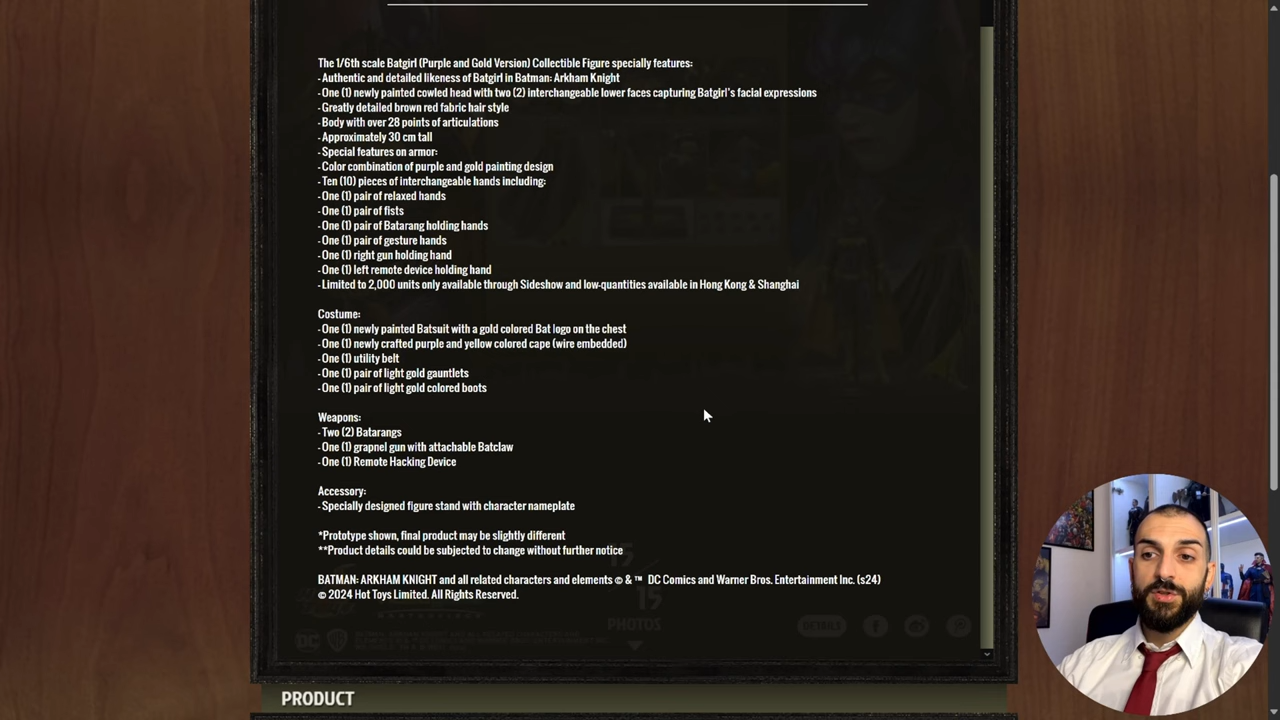 The 1/6th scale Batgirl (Purple and Gold Version) Collectible Figure specially features:
- Authentic and detailed likeness of Batgirl in Batman: Arkham Knight
- One (1) newly painted cowled head with two (2) interchangeable lower faces capturing Batgirl's facial expressions
- Greatly detailed brown red fabric hair style
- Body with over 28 points of articulations
- Approximately 30 cm tall
- Special features on armor:
- Color combination of purple and gold painting design
- Ten (10) pieces of interchangeable hands including:
- One (1) pair of relaxed hands
- One (1) pair of fists
- One (1) pair of Batarang holding hands
- One (1) pair of gesture hands
- One (1) right gun holding hand
- One (1) left remote device holding hand
- Limited to 2,000 units only available through Sideshow and low-quantities available in Hong Kong & Shanghai
Costume:
- One (1) newly painted Batsuit with a gold colored Bat logo on the chest
- One (1) newly crafted purple and yellow colored cape (wire embedded)
- One (1) utility belt
- One (1) pair of light gold gauntlets
- One (1) pair of light gold colored boots
Weapons:
- Two (2) Batarangs
- One (1) grapnel gun with attachable Batclaw
- One (1) Remote Hacking Device
Accessory:
- Specially designed figure stand with character nameplate
*Prototype shown, final product may be slightly different
**Product details could be subjected to change without further notice
15
BATMAN: ARKHAM KNIGHT and all related characters and elements © & ™ DC Comics and Warner Bros. Entertainment Inc. (s24)
© 2024 Hot Toys Limited. All Rights Reserved.
15
PHOTOS
DETAILS
DC
PRODUCT